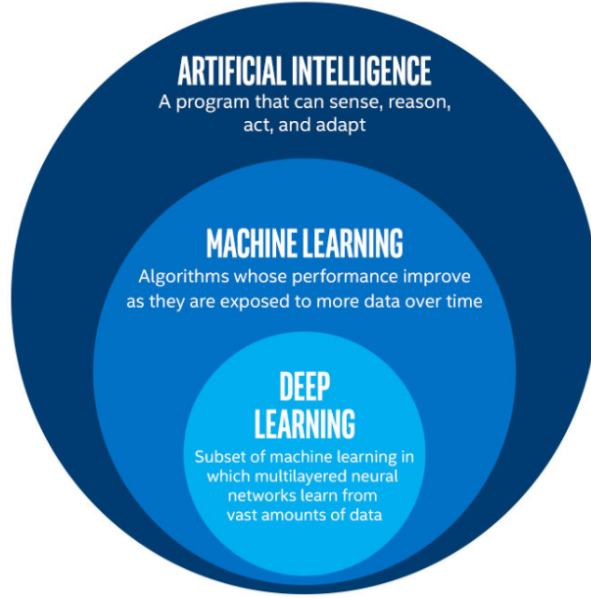 ARTIFICIAL INTELLIGENCE
A program that can sense, reason,
act, and adapt
MACHINE LEARNING
Algorithms whose performance improve
as they are exposed to more data over time
DEEP
LEARNING
Subset of machine learning in
which multilayered neural
networks learn from
vast amounts of data